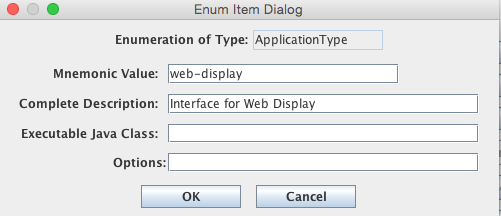 Enum Item Dialog
Enumeration of Type: ApplicationType
Mnemonic Value: web-display
Complete Description: Interface for Web Display
Executable Java Class:
Options:
OK Cancel